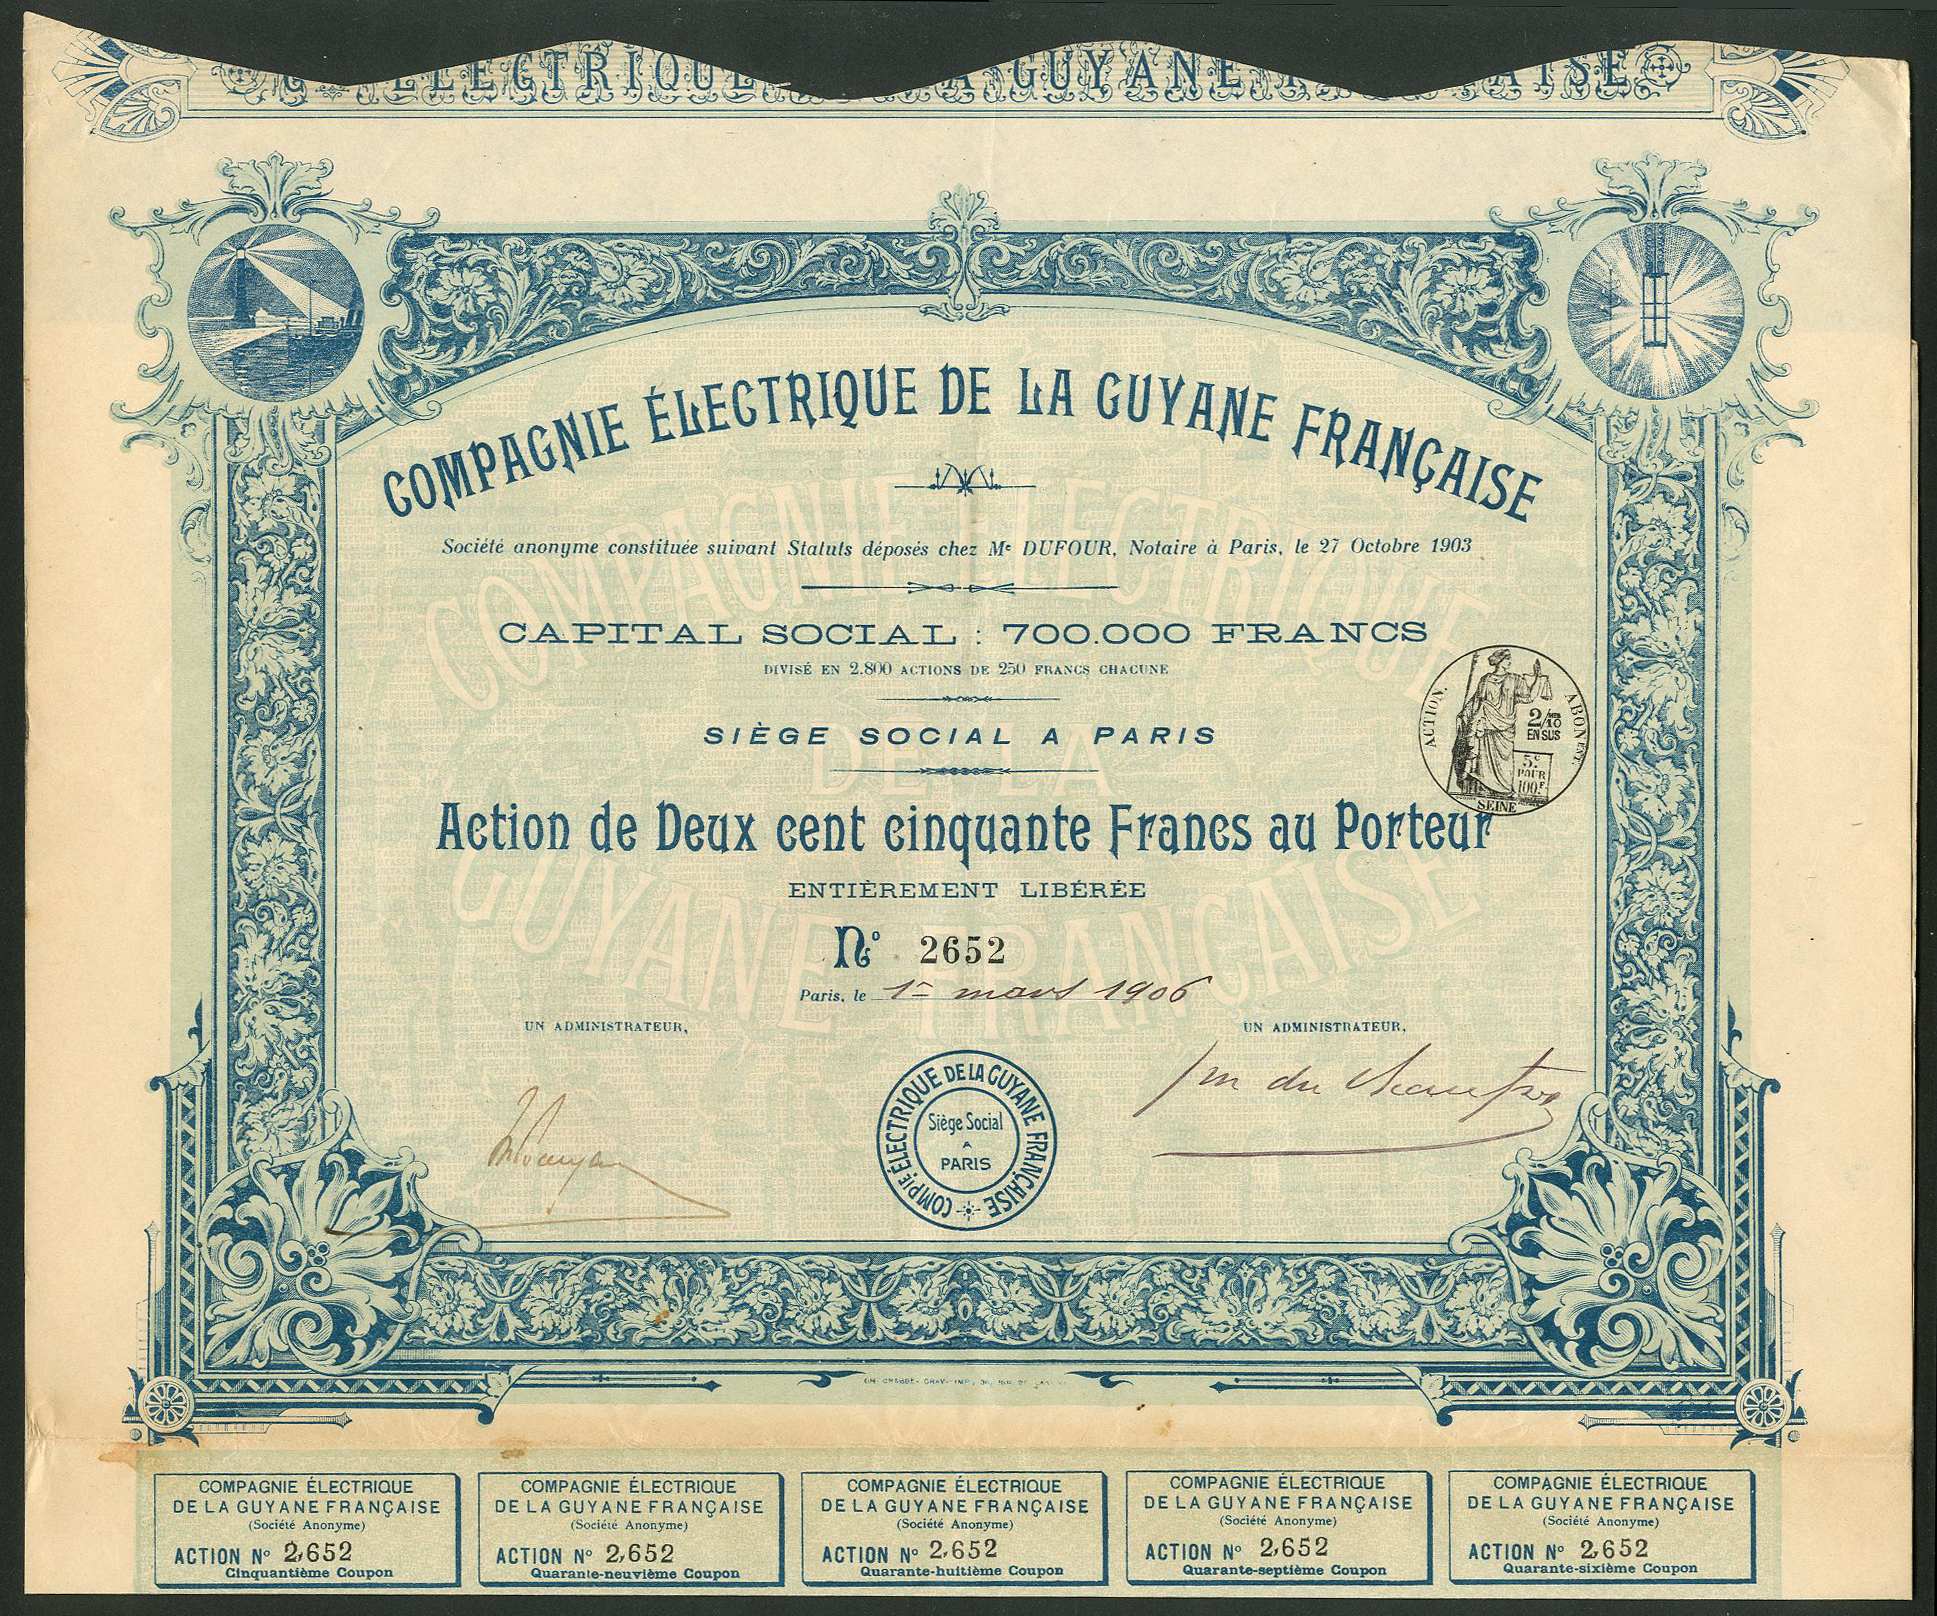 COMPAGNIE ÉLECTRIQUE DE LA GUYANE FRANÇAISE
Société anonyme constituée suivant Statuts déposés chez Me DUFOUR, Notaire à Paris, le 27 Octobre 1903
CAPITAL SOCIAL : 700.000 FRANCS
DIVISÉ EN 2.800 ACTIONS DE 250 FRANCS CHACUNE
SIÈGE SOCIAL A PARIS
ACTION. ABONEMT.
2/10 EN SUS
5c POUR 100F
SEINE
Action de Deux cent cinquante Francs au Porteur
ENTIÈREMENT LIBÉRÉE
No 2652
Paris, le 1er mars 1906
UN ADMINISTRATEUR,
UN ADMINISTRATEUR,
COMPIE ÉLECTRIQUE DE LA GUYANE FRANÇAISE
Siège Social
A
PARIS
COMPAGNIE ÉLECTRIQUE
DE LA GUYANE FRANÇAISE
(Société Anonyme)
ACTION No 2,652
Cinquantième Coupon
COMPAGNIE ÉLECTRIQUE
DE LA GUYANE FRANÇAISE
(Société Anonyme)
ACTION No 2,652
Quarante-neuvième Coupon
COMPAGNIE ÉLECTRIQUE
DE LA GUYANE FRANÇAISE
(Société Anonyme)
ACTION No 2,652
Quarante-huitième Coupon
COMPAGNIE ÉLECTRIQUE
DE LA GUYANE FRANÇAISE
(Société Anonyme)
ACTION No 2,652
Quarante-septième Coupon
COMPAGNIE ÉLECTRIQUE
DE LA GUYANE FRANÇAISE
(Société Anonyme)
ACTION No 2,652
Quarante-sixième Coupon